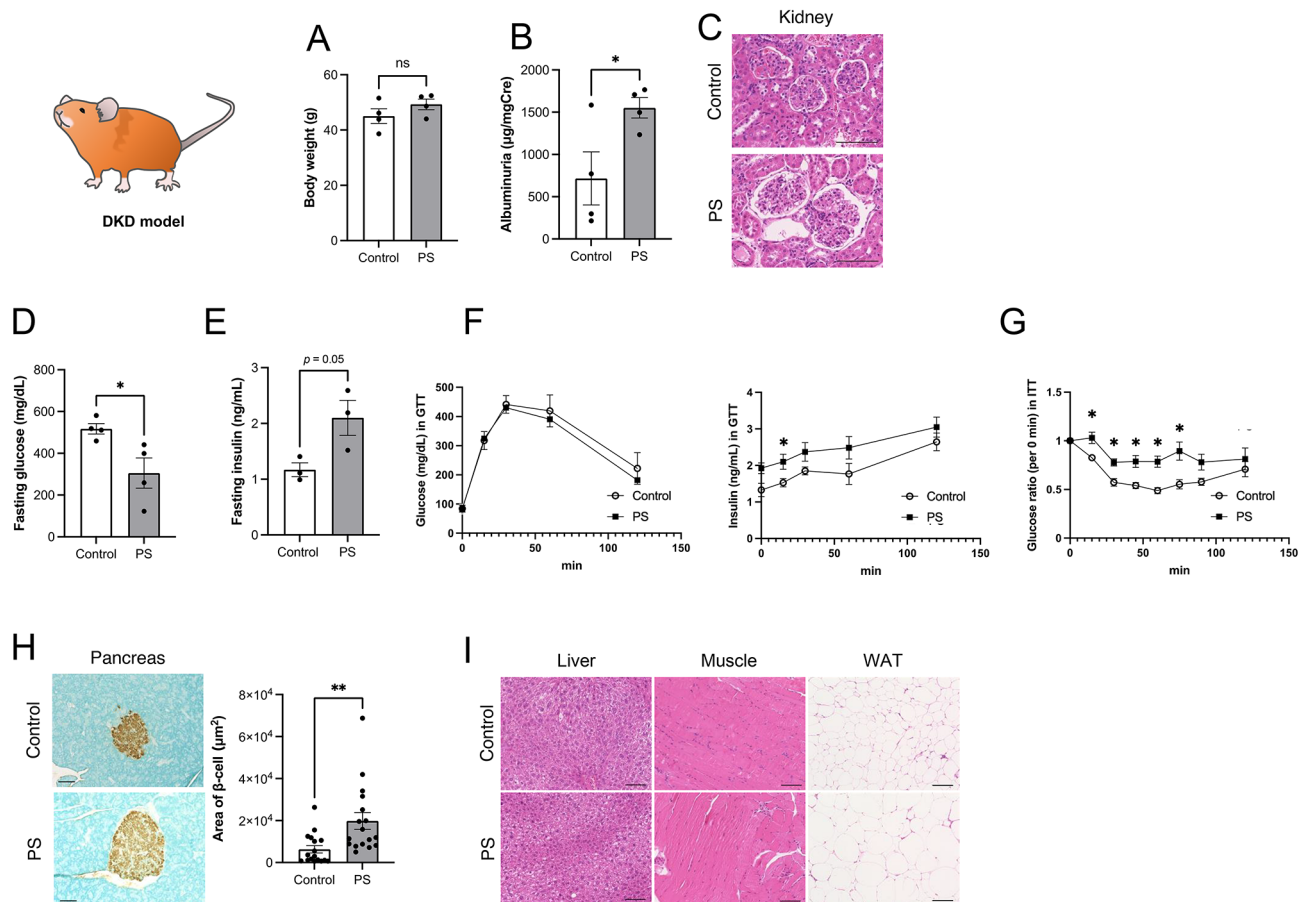 DKD model
A
Body weight (g)
60
40
20
0
ns
Control
PS
B
Albuminuria (µg/mgCre)
2000
1500
1000
500
0
*
Control
PS
C
Kidney
Control
PS
D
Fasting glucose (mg/dL)
800
600
400
200
0
*
Control
PS
E
Fasting insulin (ng/mL)
3
2
1
0
p = 0.05
Control
PS
F
Glucose (mg/dL) in GTT
500
400
300
200
100
0
0
50
100
150
min
Control
PS
Insulin (ng/mL) in GTT
4
3
2
1
0
*
0
50
100
150
min
Control
PS
G
Glucose ratio (per 0 min) in ITT
1.5
1
0.5
0
*
*
*
*
*
0
50
100
150
min
Control
PS
H
Pancreas
Control
PS
Area of β-cell (µm²)
8×10⁴
6×10⁴
4×10⁴
2×10⁴
0
**
Control
PS
I
Liver
Muscle
WAT
Control
PS